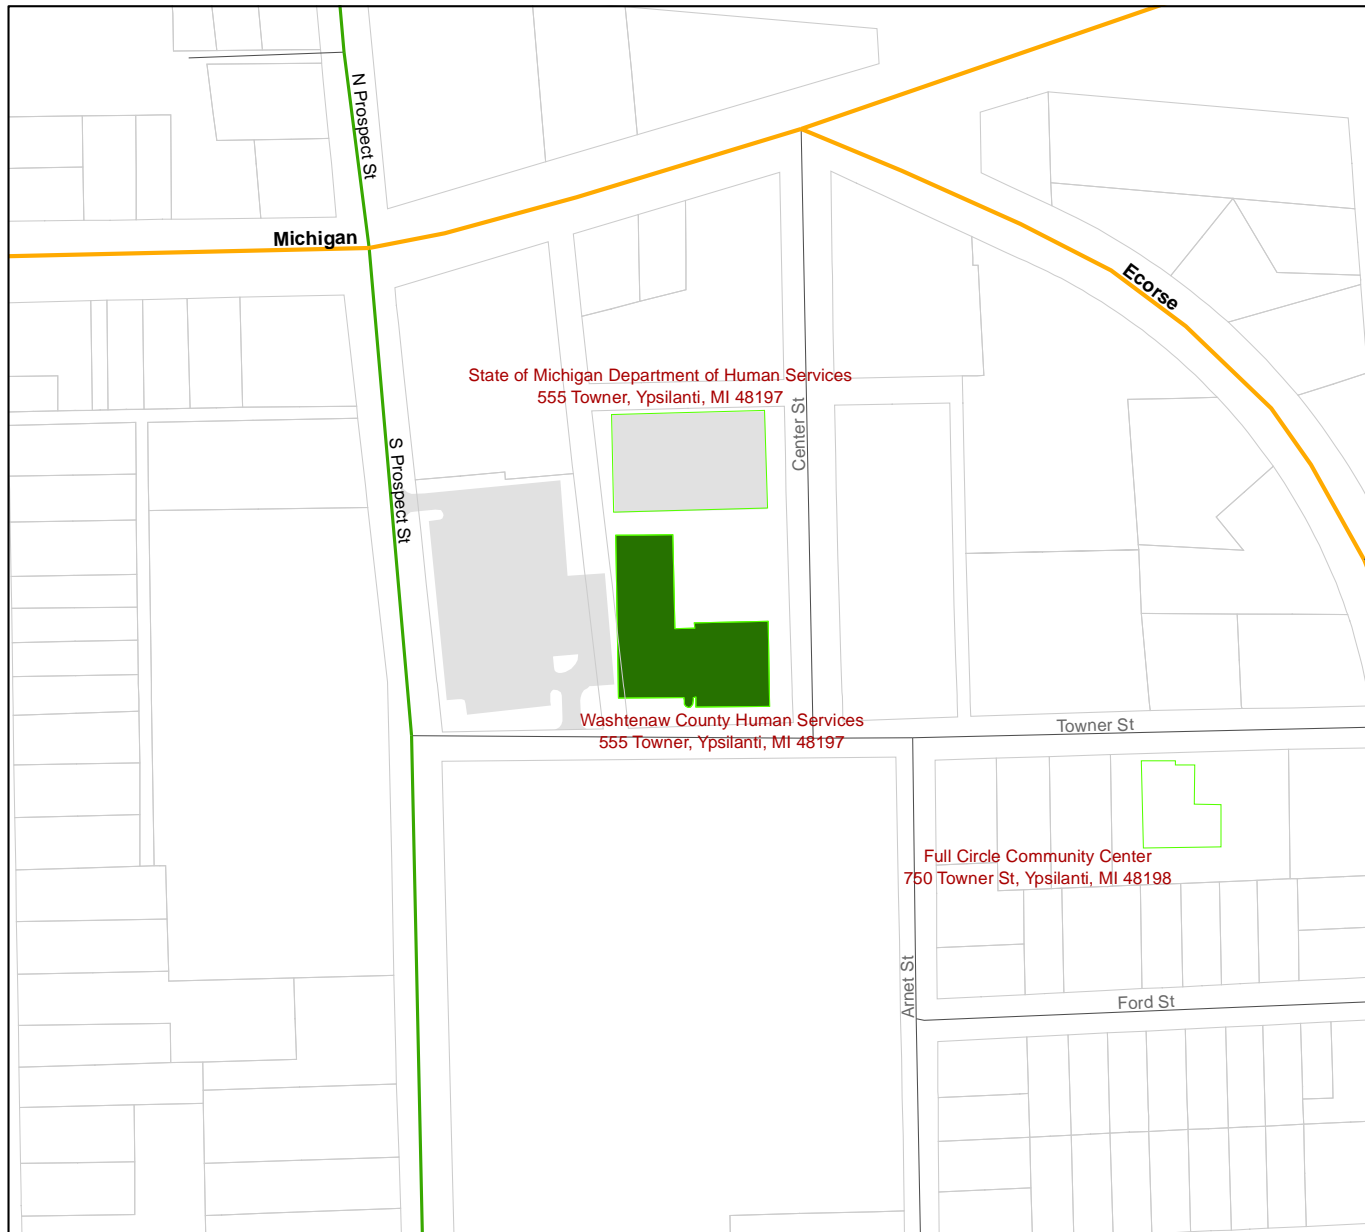 N Prospect St
Michigan
Ecorse
State of Michigan Department of Human Services
555 Towner, Ypsilanti, MI 48197
Center St
S Prospect St
Washtenaw County Human Services
555 Towner, Ypsilanti, MI 48197
Towner St
Full Circle Community Center
750 Towner St, Ypsilanti, MI 48198
Arnet St
Ford St